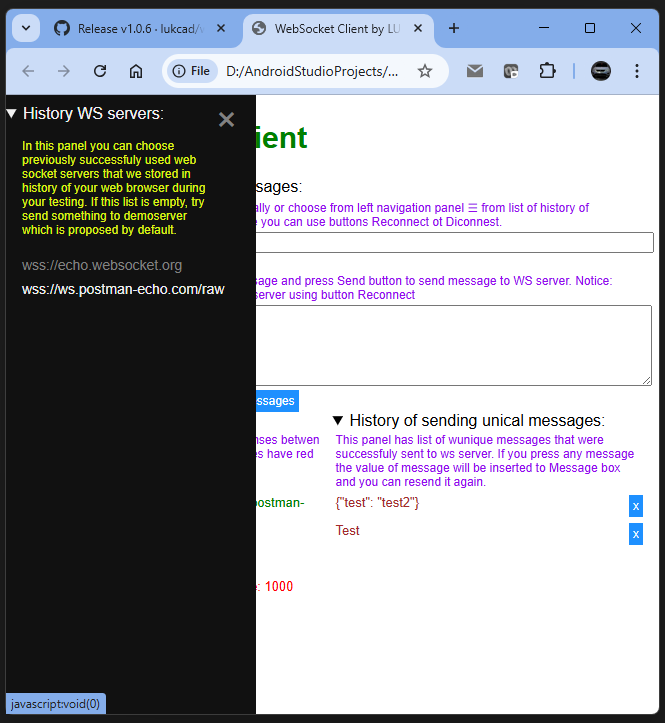 Release v1.0.6 · lukcad/
WebSocket Client by LU
File
D:/AndroidStudioProjects/...
History WS servers:
In this panel you can choose
previously successfuly used web
socket servers that we stored in
history of your web browser during
your testing. If this list is empty, try
send something to demoserver
which is proposed by default.
wss://echo.websocket.org
wss://ws.postman-echo.com/raw
ient
ssages:
ally or choose from left navigation panel ☰ from list of history of
e you can use buttons Reconnect ot Diconnest.
sage and press Send button to send message to WS server. Notice:
server using button Reconnect
essages
nses betwen
es have red
postman-
e: 1000
History of sending unical messages:
This panel has list of wunique messages that were
successfuly sent to ws server. If you press any message
the value of message will be inserted to Message box
and you can resend it again.
{"test": "test2"}
x
Test
x
javascript:void(0)